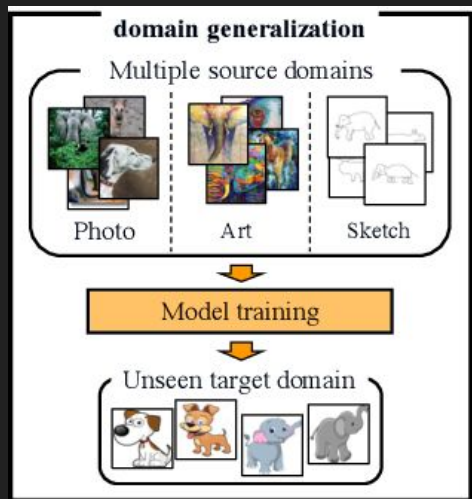 domain generalization
Multiple source domains
Photo
Art
Sketch
Model training
Unseen target domain